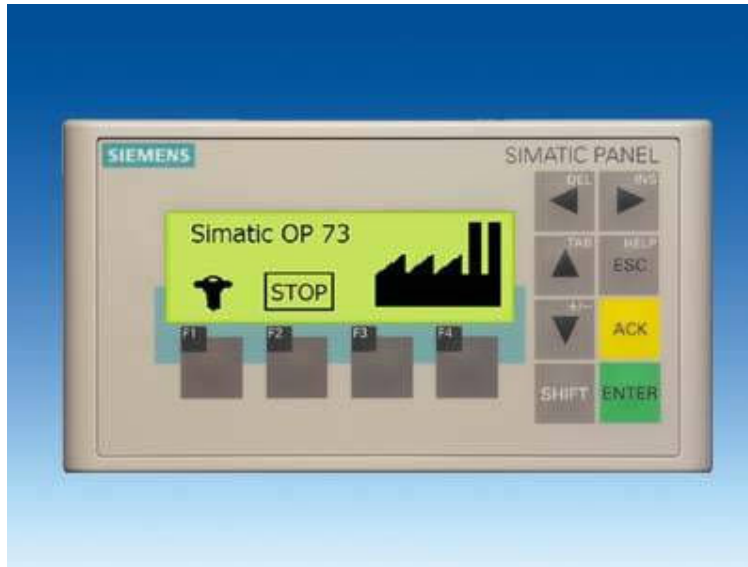 SIEMENS
SIMATIC PANEL
Simatic OP 73
STOP
F1 F2 F3 F4
DEL INS
TAB HELP
ESC
+/-
ACK
SHIFT ENTER